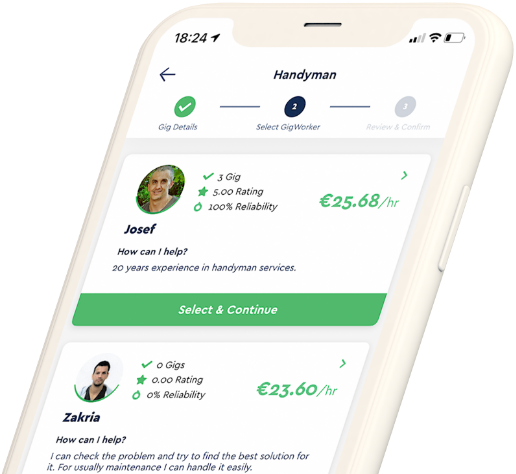 18:24
Handyman
2
3
Gig Details
Select GigWorker
Review & Confirm
3 Gig
5.00 Rating
100% Reliability
€25.68/hr
Josef
How can I help?
20 years experience in handyman services.
Select & Continue
0 Gigs
0.00 Rating
0% Reliability
€23.60/hr
Zakria
How can I help?
I can check the problem and try to find the best solution for
it. For usually maintenance I can handle it easily.